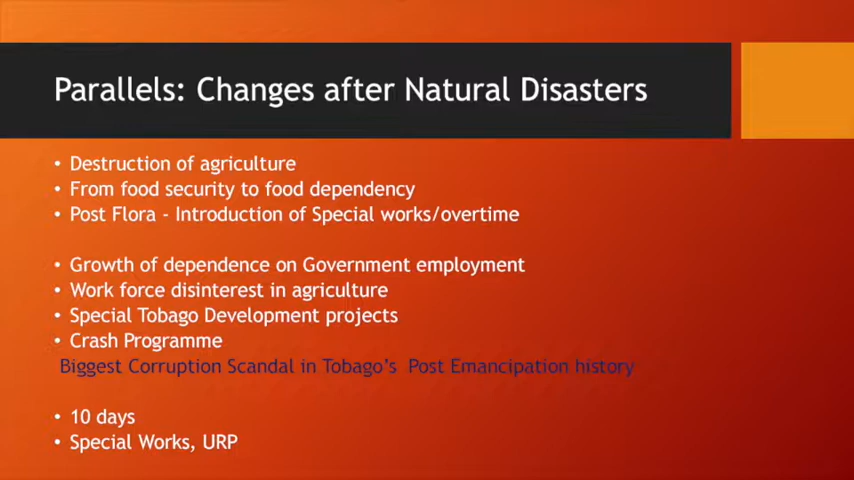 Parallels: Changes after Natural Disasters
• Destruction of agriculture
• From food security to food dependency
• Post Flora - Introduction of Special works/overtime
• Growth of dependence on Government employment
• Work force disinterest in agriculture
• Special Tobago Development projects
• Crash Programme
Biggest Corruption Scandal in Tobago's Post Emancipation history
• 10 days
• Special Works, URP